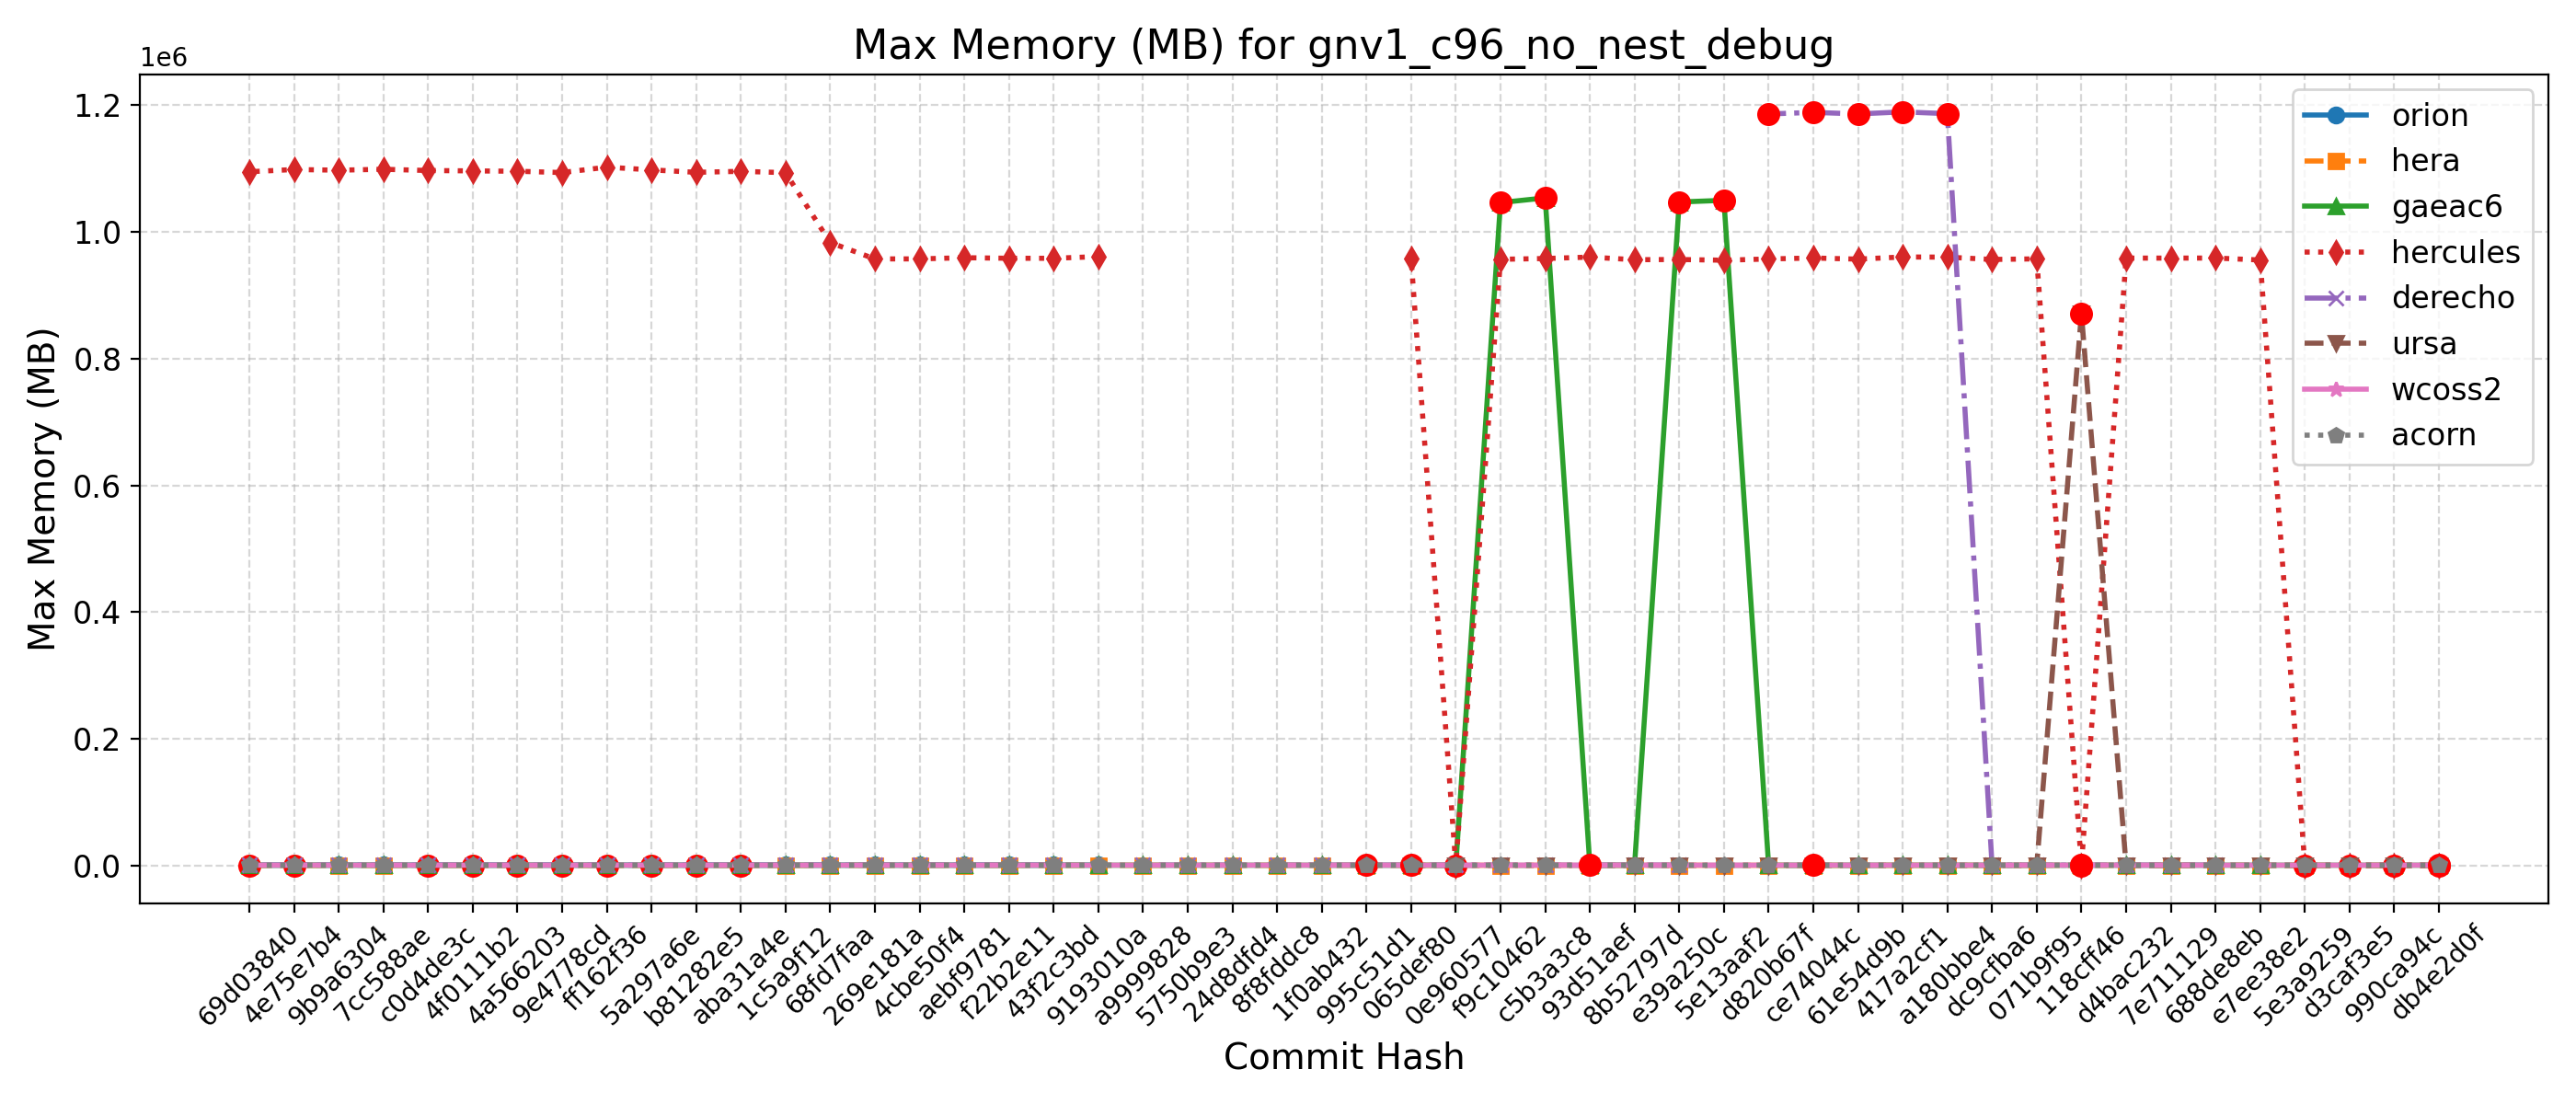 Max Memory (MB) for gnv1_c96_no_nest_debug
1e6
1.2
1.0
0.8
0.6
0.4
0.2
0.0
Max Memory (MB)
orion
hera
gaeac6
hercules
derecho
ursa
wcoss2
acorn
69d03840
4e75e7b4
9b9a6304
7cc588ae
c0d4de3c
4f0111b2
4a566203
9e4778cd
ff162f36
5a297a6e
b81282e5
aba31a4e
1c5a9f12
68fd7faa
269e181a
4cbe50f4
aebf9781
f22b2e11
43f2c3bd
9193010a
a9999828
5750b9e3
24d8dfd4
8f8fddc8
1f0ab432
995c51d1
065def80
0e960577
f9c10462
c5b3a3c8
93d51aef
8b52797d
e39a250c
5e13aaf2
d820b67f
ce74044c
61e54d9b
417a2cf1
a180bbe4
dc9cfba6
071b9f95
118cff46
d4bac232
7e711129
688de8eb
e7ee38e2
5e3a9259
d3caf3e5
990ca94c
db4e2d0f
Commit Hash